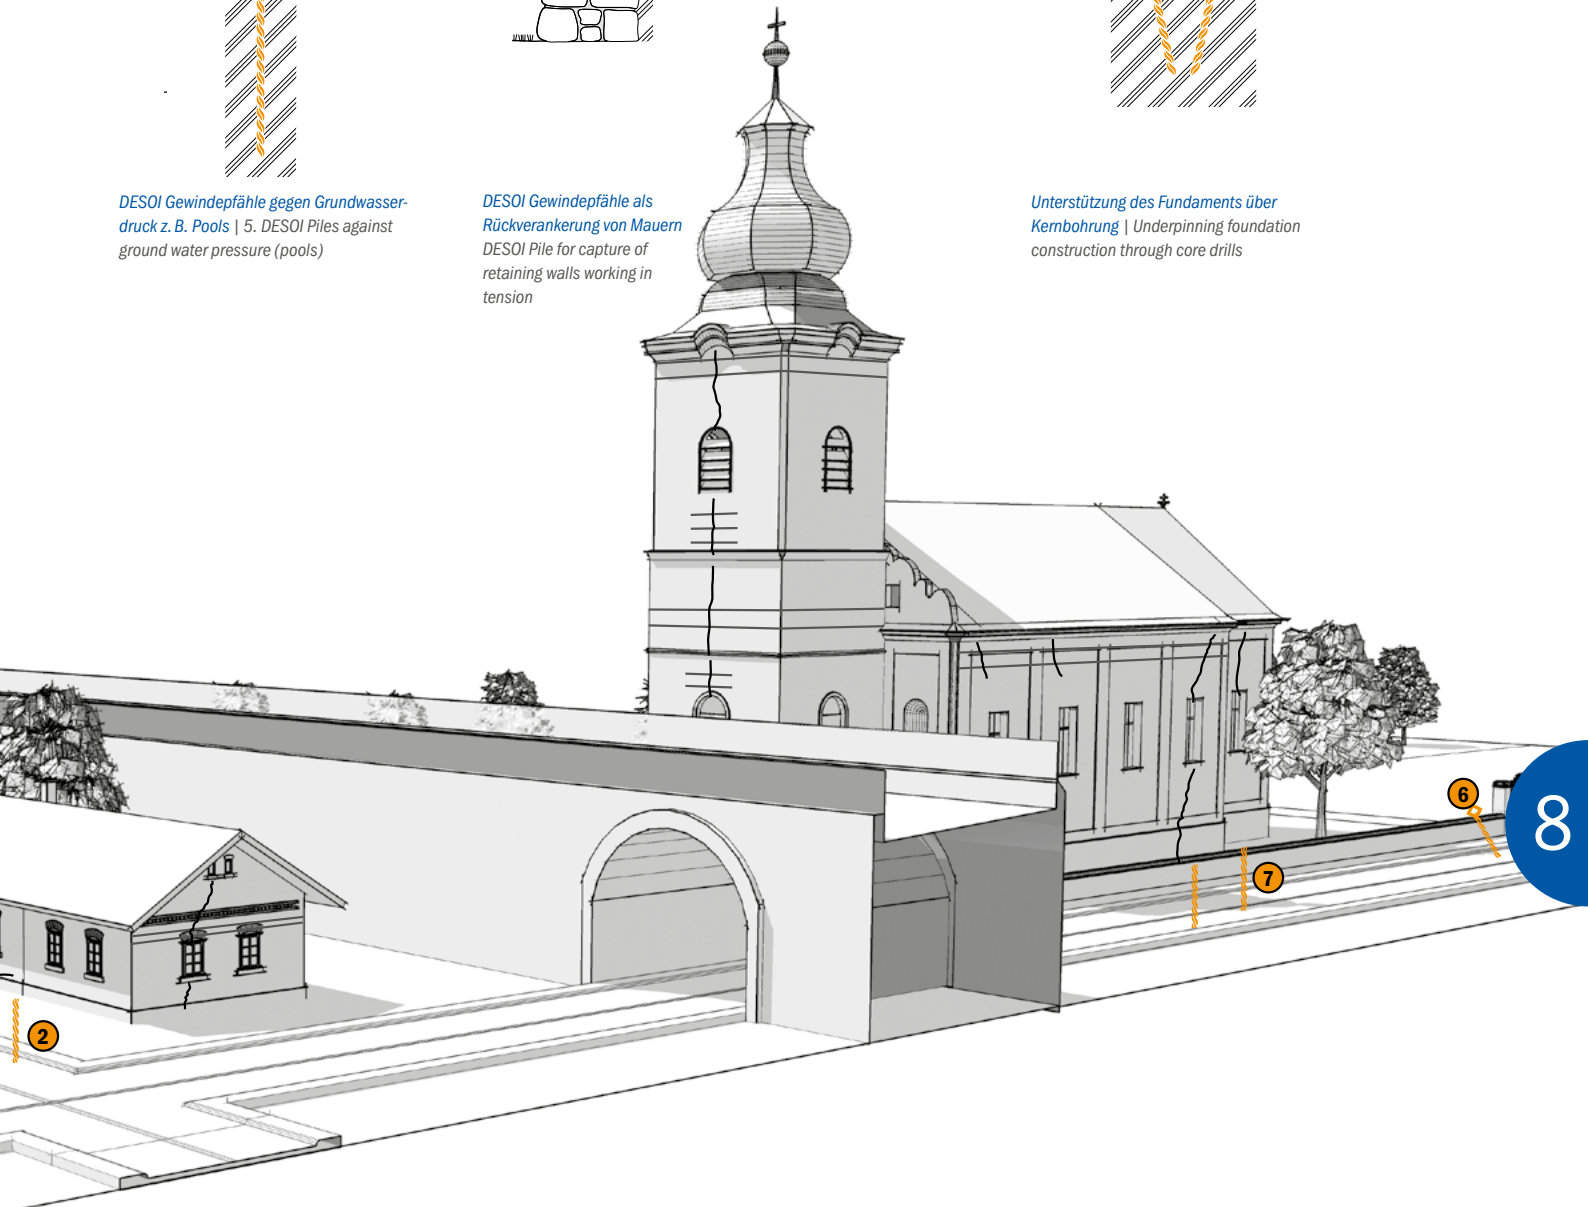 DESOI Gewindepfähle gegen Grundwasser-
druck z. B. Pools | 5. DESOI Piles against
ground water pressure (pools)
DESOI Gewindepfähle als
Rückverankerung von Mauern
DESOI Pile for capture of
retaining walls working in
tension
Unterstützung des Fundaments über
Kernbohrung | Underpinning foundation
construction through core drills
6
8
7
2